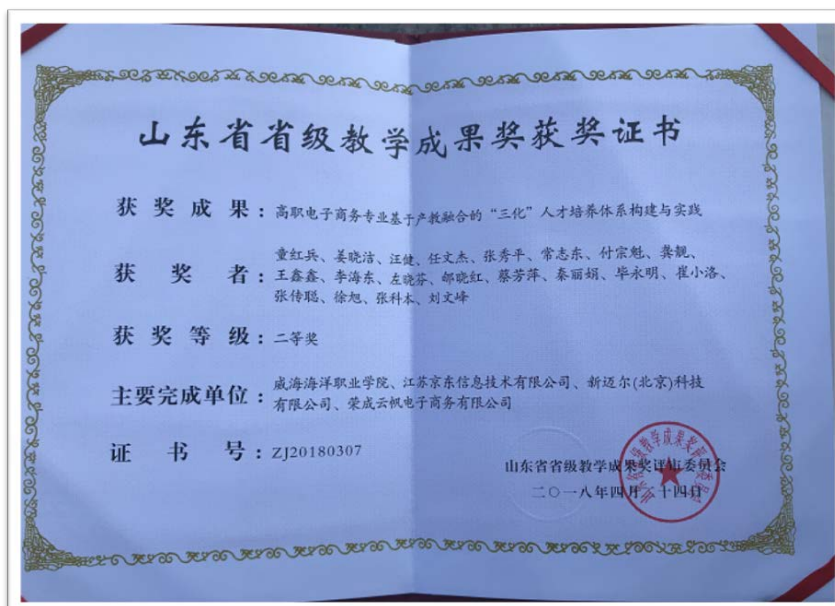 山东省省级教学成果奖获奖证书
获奖成果：高职电子商务专业基于产教融合的“三化”人才培养体系构建与实践
童红兵、姜晓洁、汪健、任文杰、张秀平、常志东、付宗魁、龚靓、
获奖者：王鑫鑫、李海东、左晓芬、邰晓红、蔡芳萍、秦丽娟、毕永明、崔小洛、
张传聪、徐旭、张科本、刘文峰
获奖等级：二等奖
主要完成单位：威海海洋职业学院、江苏京东信息技术有限公司、新迈尔(北京)科技
有限公司、荣成云帆电子商务有限公司
证书号：ZJ20180307
山东省省级教学成果奖评审委员会
二〇一八年四月二十四日